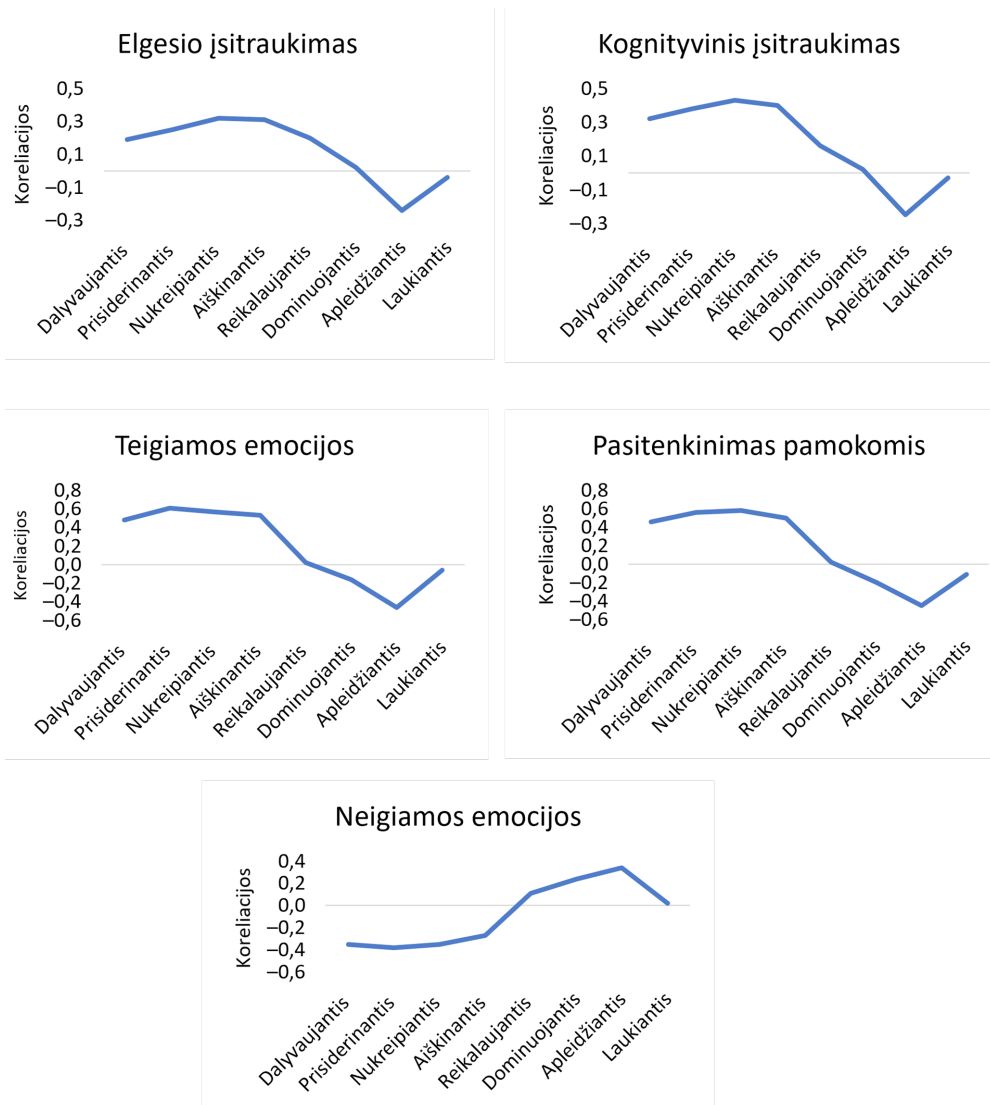 Elgesio įsitraukimas
Koreliacijos
0,5
0,3
0,1
–0,1
–0,3
Dalyvaujantis
Prisiderinantis
Nukreipiantis
Aiškinantis
Reikalaujantis
Dominuojantis
Apleidžiantis
Laukiantis
Kognityvinis įsitraukimas
Koreliacijos
0,5
0,3
0,1
–0,1
–0,3
Dalyvaujantis
Prisiderinantis
Nukreipiantis
Aiškinantis
Reikalaujantis
Dominuojantis
Apleidžiantis
Laukiantis
Teigiamos emocijos
Koreliacijos
0,8
0,6
0,4
0,2
0,0
–0,2
–0,4
–0,6
Dalyvaujantis
Prisiderinantis
Nukreipiantis
Aiškinantis
Reikalaujantis
Dominuojantis
Apleidžiantis
Laukiantis
Pasitenkinimas pamokomis
Koreliacijos
0,8
0,6
0,4
0,2
0,0
–0,2
–0,4
–0,6
Dalyvaujantis
Prisiderinantis
Nukreipiantis
Aiškinantis
Reikalaujantis
Dominuojantis
Apleidžiantis
Laukiantis
Neigiamos emocijos
Koreliacijos
0,4
0,2
0,0
–0,2
–0,4
–0,6
Dalyvaujantis
Prisiderinantis
Nukreipiantis
Aiškinantis
Reikalaujantis
Dominuojantis
Apleidžiantis
Laukiantis